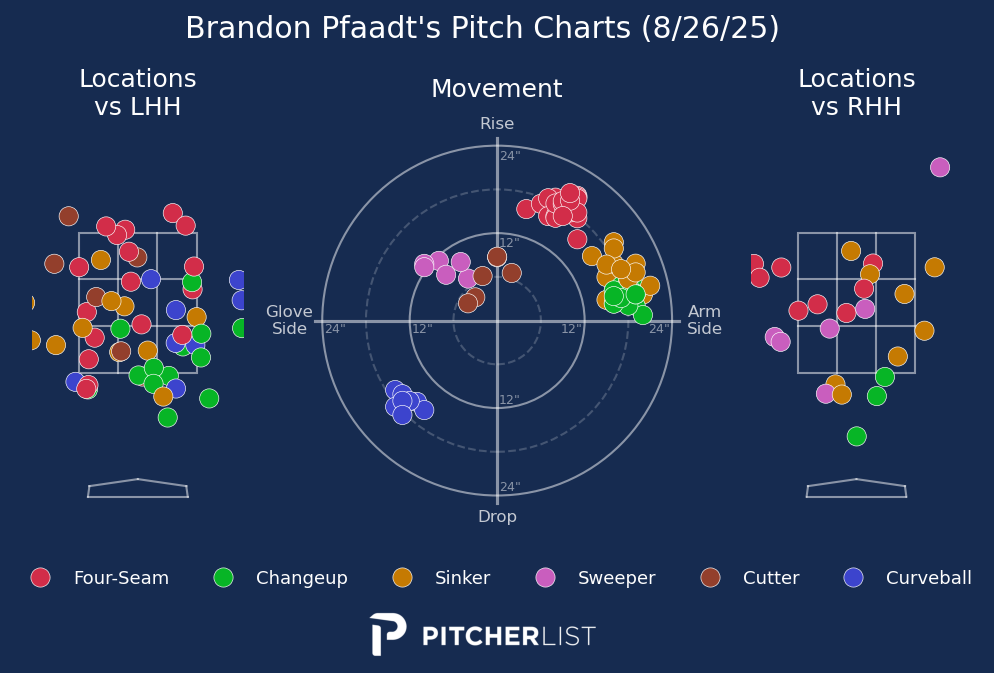 Brandon Pfaadt's Pitch Charts (8/26/25)
Locations
vs LHH
Movement
Locations
vs RHH
Rise
24"
12"
Glove
Side
24"
12"
12"
24"
Arm
Side
12"
24"
Drop
Four-Seam
Changeup
Sinker
Sweeper
Cutter
Curveball
PITCHERLIST